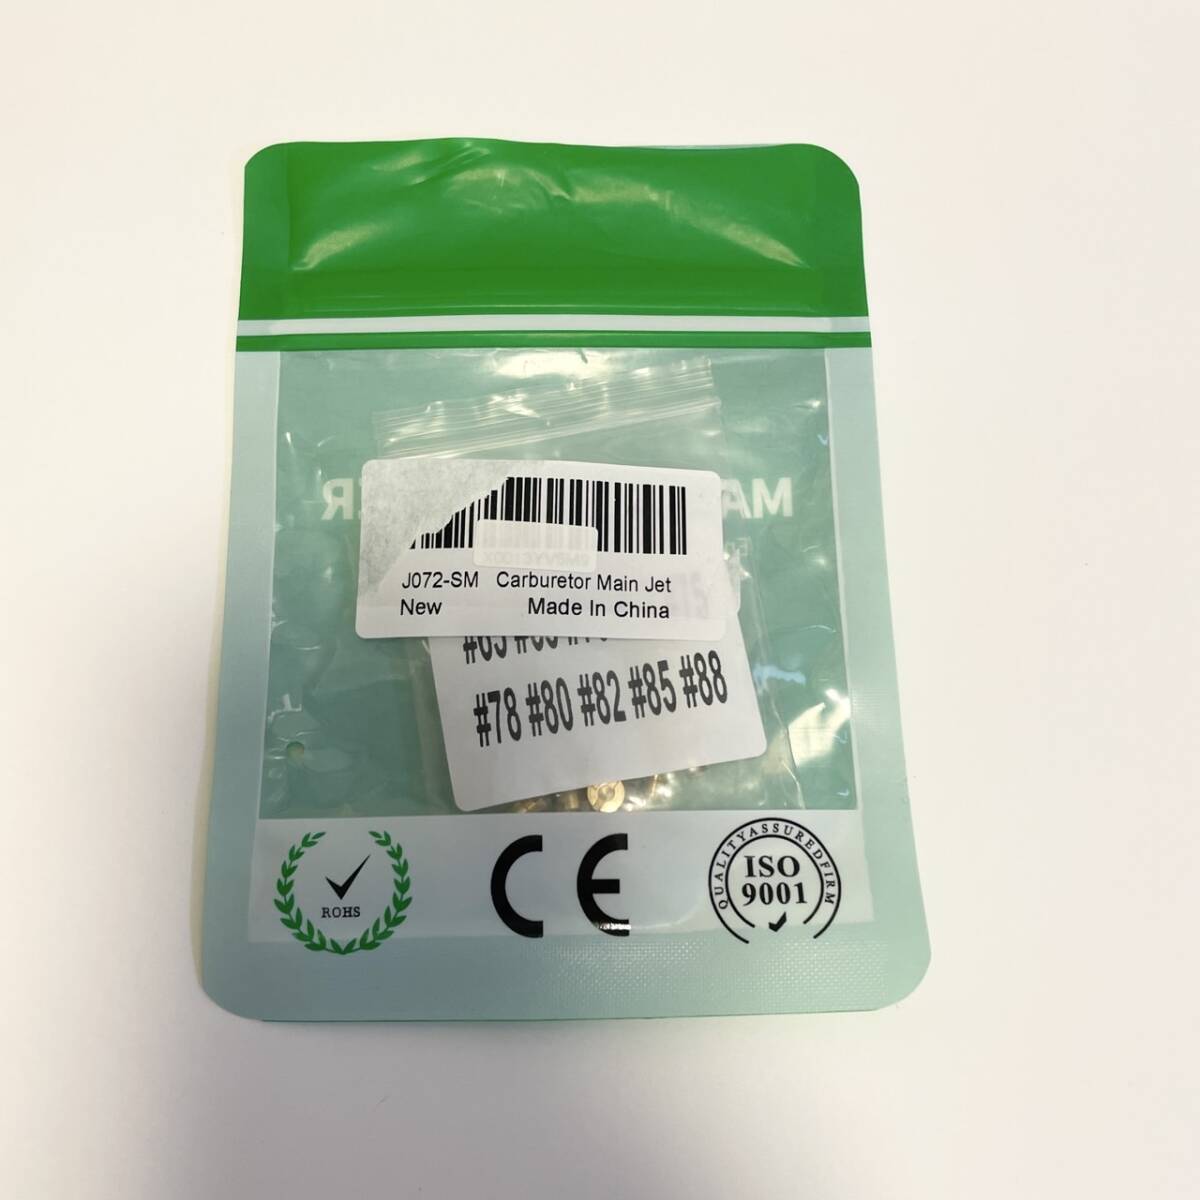 J072-SM Carburetor Main Jet
New Made In China
#78 #80 #82 #85 #88
ROHS
CE
QUALITY ASSURED FIRM
ISO
9001